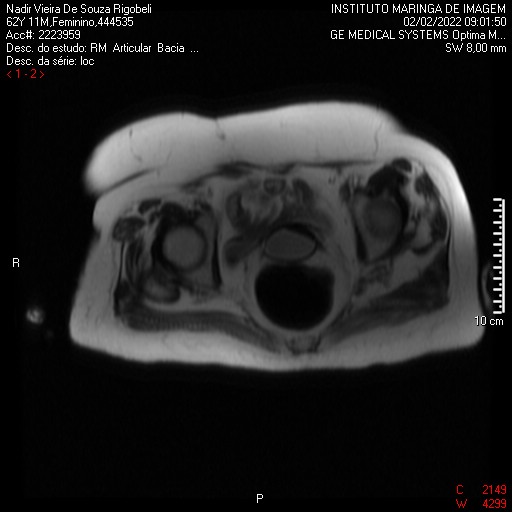 Nadir Vieira De Souza Rigobeli
62Y 11M,Feminino,444535
Acc#: 2223959
Desc. do estudo: RM Articular Bacia ...
Desc. da série: loc
< 1 - 2 >
INSTITUTO MARINGA DE IMAGEM
02/02/2022 09:01:50
GE MEDICAL SYSTEMS Optima M...
SW 8,00 mm
R
10 cm
P
C 2149
W 4299